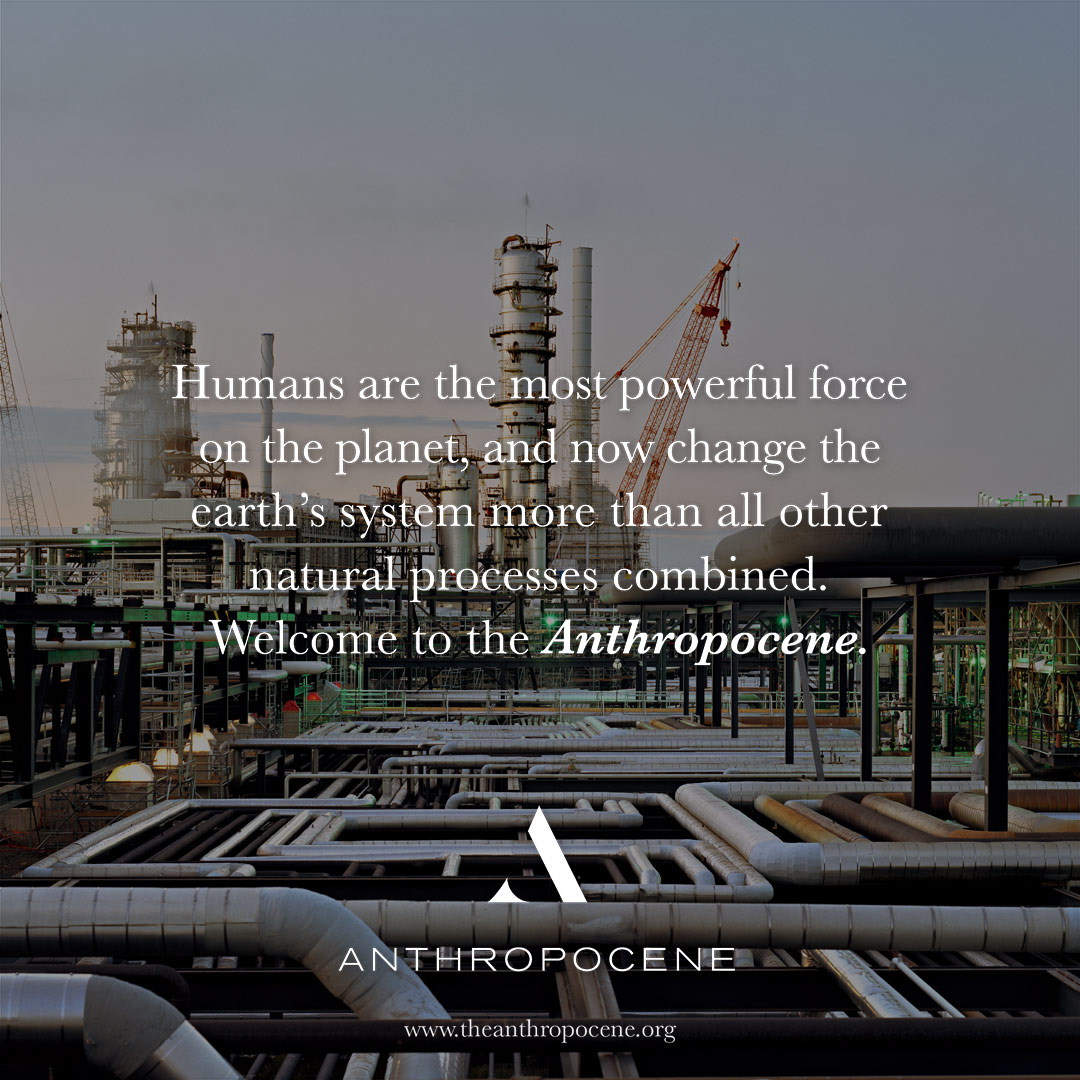 Humans are the most powerful force
on the planet, and now change the
earth’s system more than all other
natural processes combined.
Welcome to the Anthropocene.
ANTHROPOCENE
www.theanthropocene.org